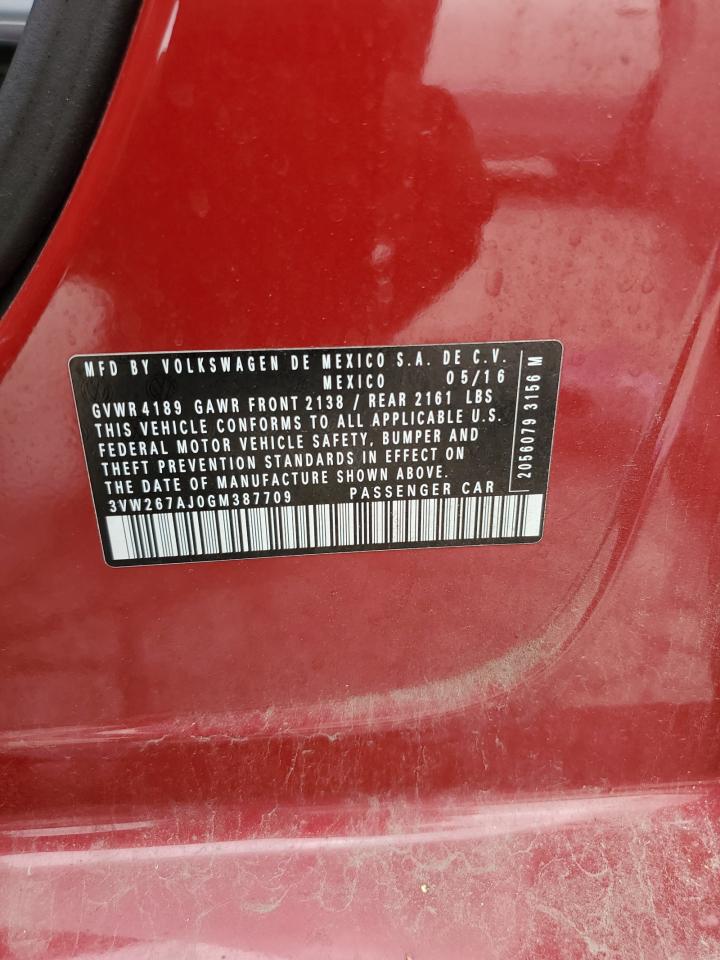 MFD BY VOLKSWAGEN DE MEXICO S.A. DE C.V.
MEXICO 05/16
GVWR 4189 GAWR FRONT 2138 / REAR 2161 LBS
THIS VEHICLE CONFORMS TO ALL APPLICABLE U.S.
FEDERAL MOTOR VEHICLE SAFETY, BUMPER AND
THEFT PREVENTION STANDARDS IN EFFECT ON
THE DATE OF MANUFACTURE SHOWN ABOVE.
3VW267AJ0GM387709 PASSENGER CAR
2056079 3156 M